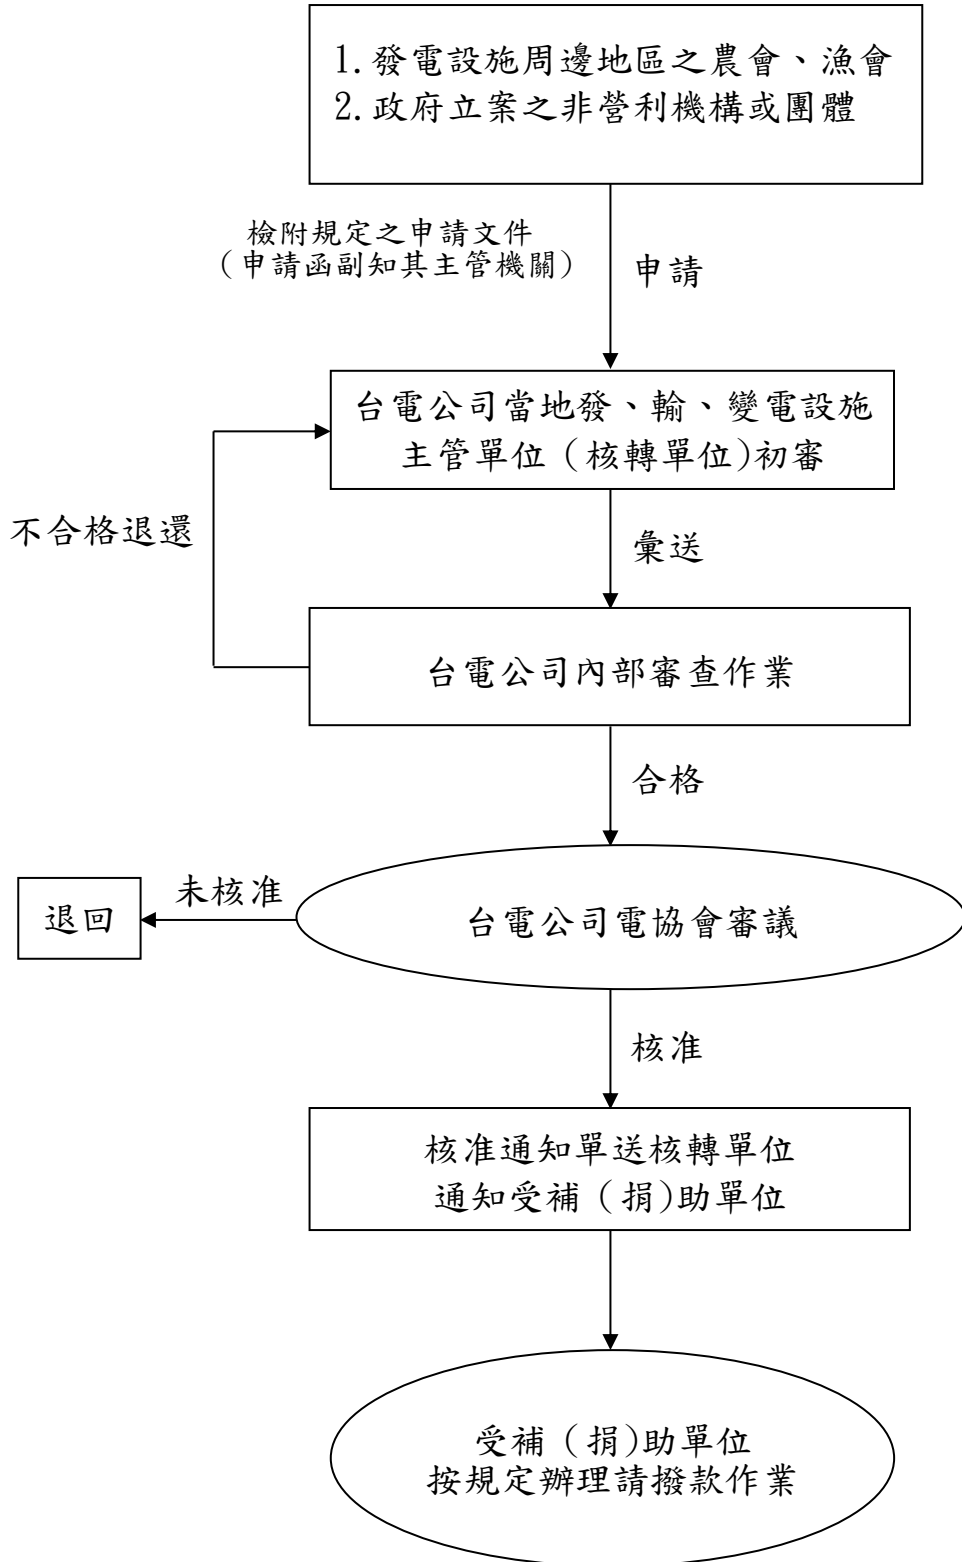 1.發電設施周邊地區之農會、漁會
2.政府立案之非營利機構或團體
檢附規定之申請文件
（申請函副知其主管機關）
申請
台電公司當地發、輸、變電設施
主管單位（核轉單位)初審
不合格退還
彙送
台電公司內部審查作業
合格
未核准
退回
台電公司電協會審議
核准
核准通知單送核轉單位
通知受補（捐)助單位
受補（捐)助單位
按規定辦理請撥款作業